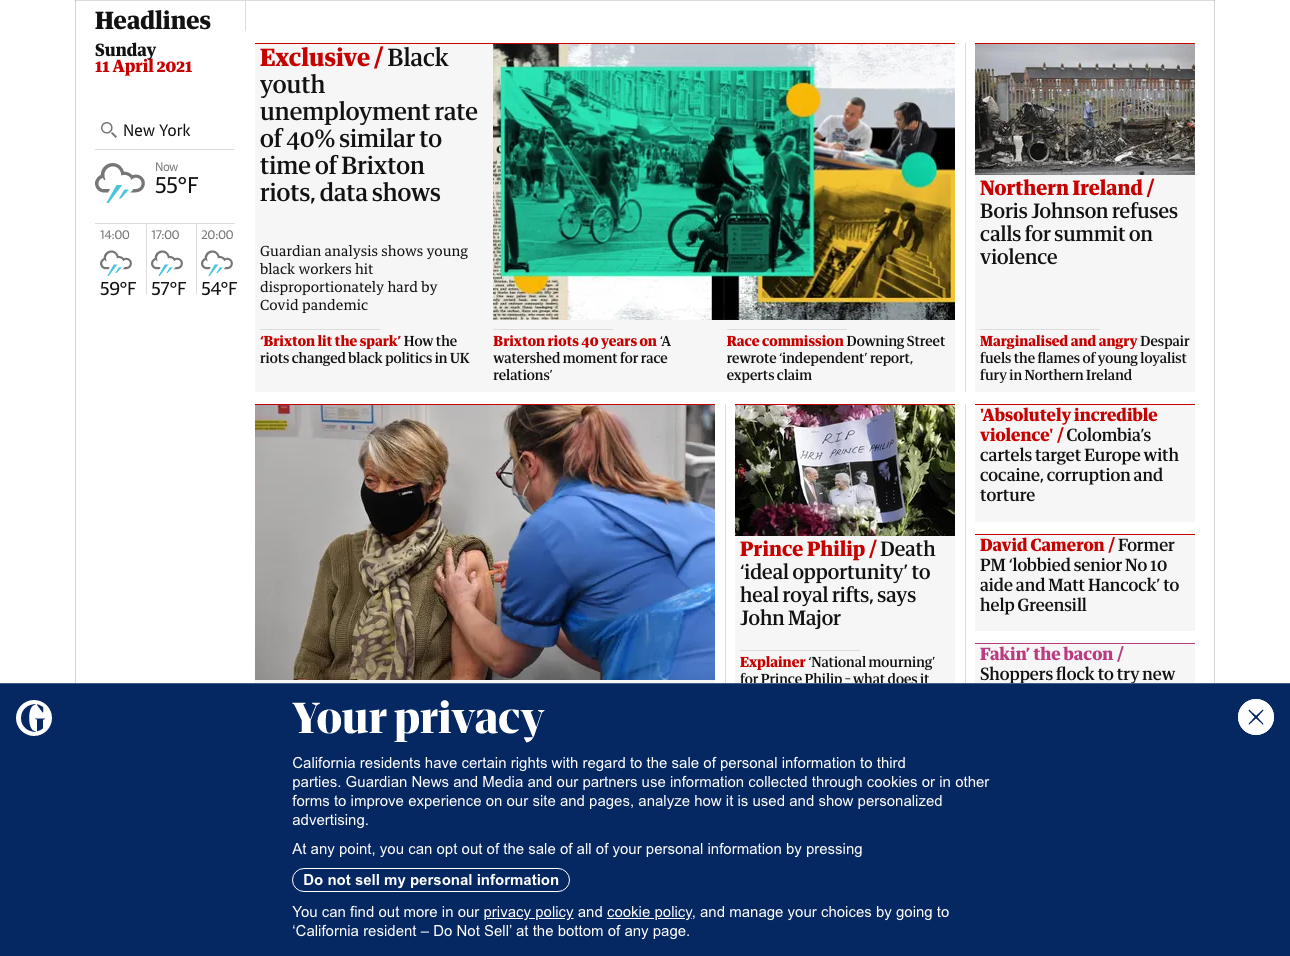 Headlines
Sunday
11 April 2021
New York
Now
55°F
14:00
17:00
20:00
59°F
57°F
54°F
Exclusive / Black
youth
unemployment rate
of 40% similar to
time of Brixton
riots, data shows
Guardian analysis shows young
black workers hit
disproportionately hard by
Covid pandemic
‘Brixton lit the spark’ How the
riots changed black politics in UK
Brixton riots 40 years on ‘A
watershed moment for race
relations’
Race commission Downing Street
rewrote ‘independent’ report,
experts claim
Northern Ireland /
Boris Johnson refuses
calls for summit on
violence
Marginalised and angry Despair
fuels the flames of young loyalist
fury in Northern Ireland
RIP
HRH PRINCE PHILIP
Prince Philip / Death
‘ideal opportunity’ to
heal royal rifts, says
John Major
Explainer ‘National mourning’
for Prince Philip – what does it
'Absolutely incredible
violence' / Colombia’s
cartels target Europe with
cocaine, corruption and
torture
David Cameron / Former
PM ‘lobbied senior No 10
aide and Matt Hancock’ to
help Greensill
Fakin’ the bacon /
Shoppers flock to try new
Your privacy
California residents have certain rights with regard to the sale of personal information to third
parties. Guardian News and Media and our partners use information collected through cookies or in other
forms to improve experience on our site and pages, analyze how it is used and show personalized
advertising.
At any point, you can opt out of the sale of all of your personal information by pressing
Do not sell my personal information
You can find out more in our privacy policy and cookie policy, and manage your choices by going to
‘California resident – Do Not Sell’ at the bottom of any page.